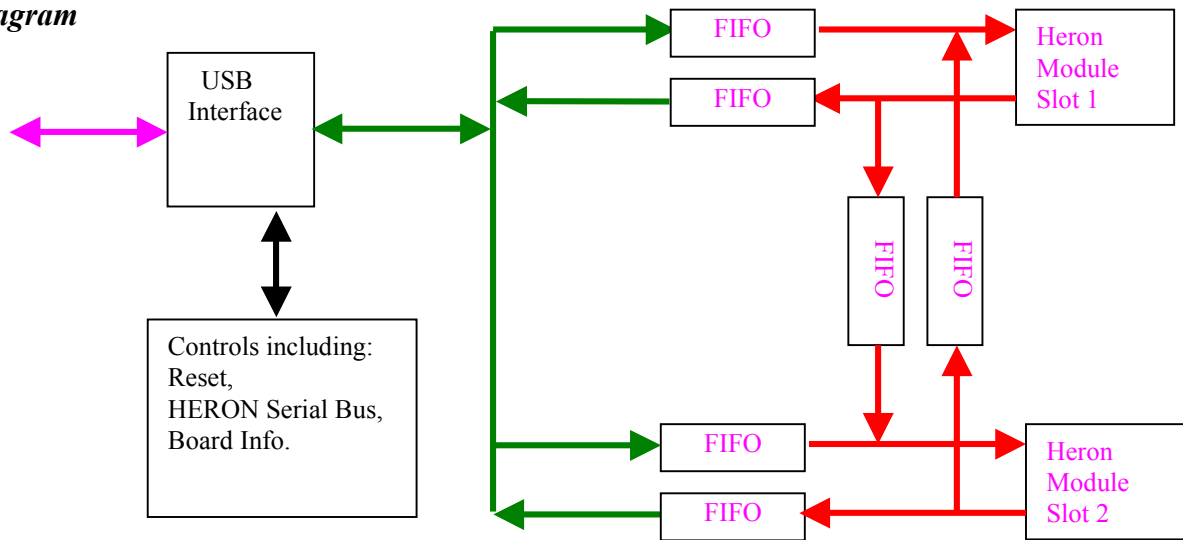 agram
FIFO
Heron
Module
Slot 1
USB
Interface
FIFO
FIFO
FIFO
Controls including:
Reset,
HERON Serial Bus,
Board Info.
FIFO
Heron
Module
Slot 2
FIFO